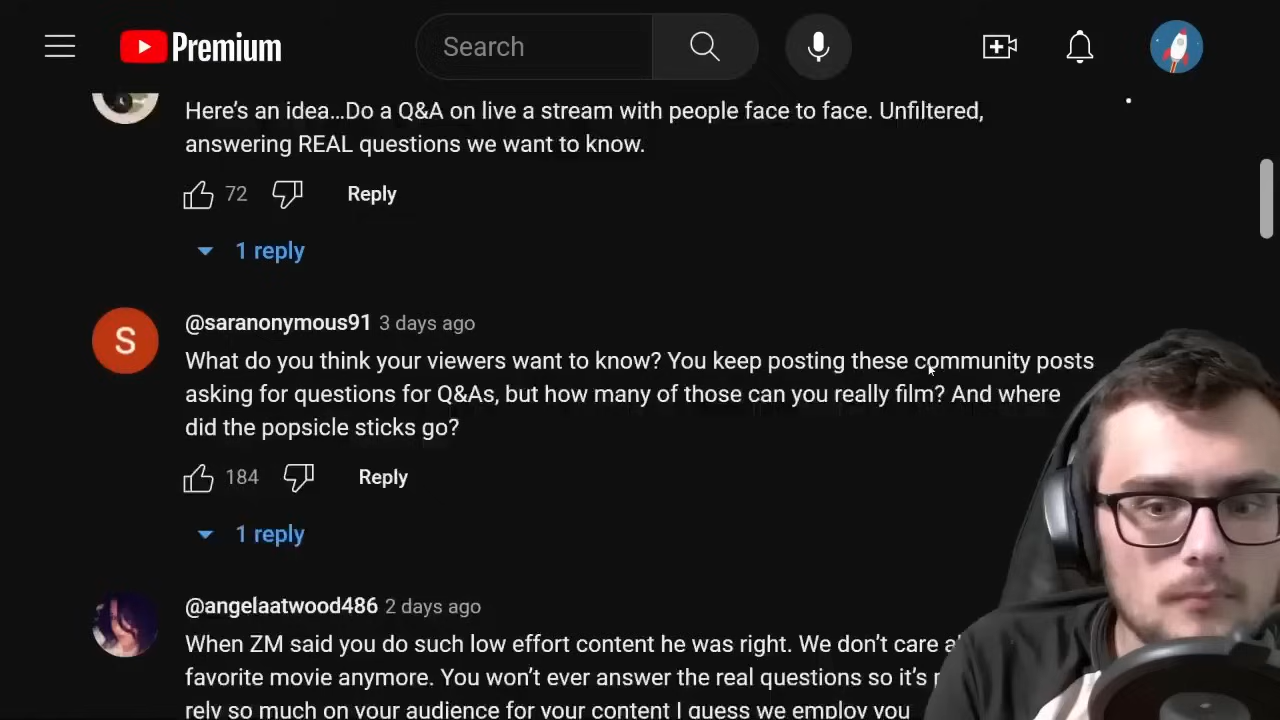 Premium
Search
Here's an idea…Do a Q&A on live a stream with people face to face. Unfiltered,
answering REAL questions we want to know.
72 Reply
1 reply
S
@saranonymous91 3 days ago
What do you think your viewers want to know? You keep posting these community posts
asking for questions for Q&As, but how many of those can you really film? And where
did the popsicle sticks go?
184 Reply
1 reply
@angelaatwood486 2 days ago
When ZM said you do such low effort content he was right. We don't care
favorite movie anymore. You won't ever answer the real questions so it's
rely so much on your audience for your content I guess we employ you